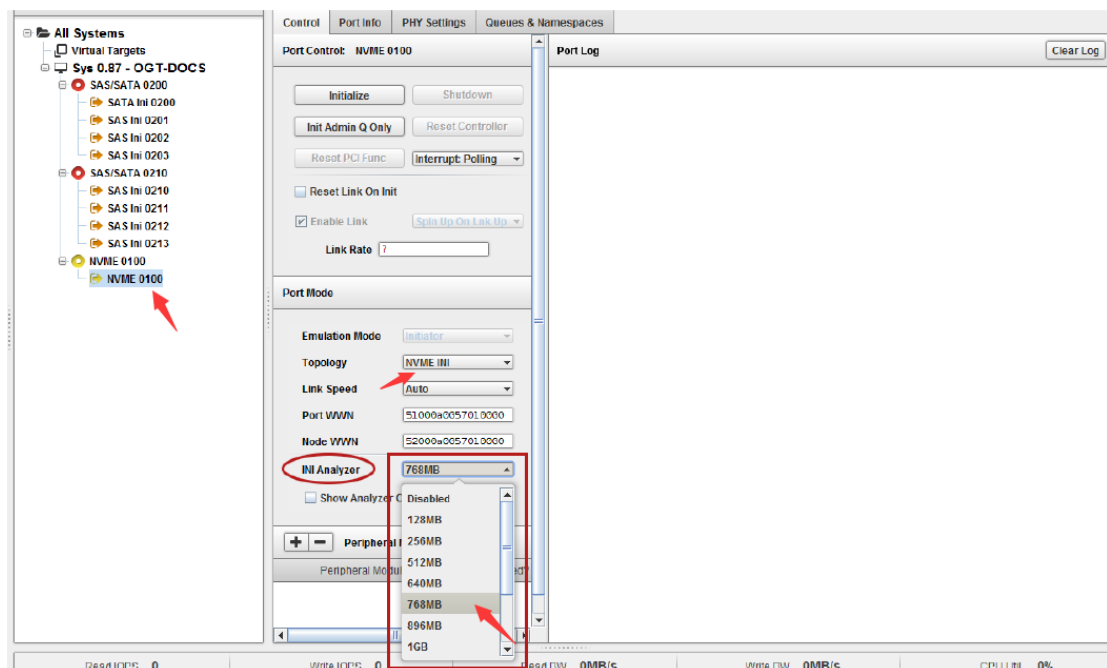 Control Port Info PHY Settings Queues & Namespaces
All Systems
Virtual Targets
Sys 0.87 - OGT-DOCS
SAS/SATA 0200
SATA Ini 0200
SAS Ini 0201
SAS Ini 0202
SAS Ini 0203
SAS/SATA 0210
SAS Ini 0210
SAS Ini 0211
SAS Ini 0212
SAS Ini 0213
NVME 0100
NVME 0100
Port Control: NVME 0100
Initialize Shutdown
Init Admin Q Only Reset Controller
Reset PCI Func Interrupt: Polling
Reset Link On Init
Enable Link Spin Up On Lnk Up
Link Rate ?
Port Mode
Emulation Mode Initiator
Topology NVME INI
Link Speed Auto
Port WWN 51000a0057010000
Node WWN 52000a0057010000
INI Analyzer 768MB
Show Analyzer
Disabled
128MB
256MB
512MB
640MB
768MB
896MB
1GB
+ − Peripheral
Peripheral
Port Log Clear Log
Read IOPS 0 Write IOPS 0 Read BW 0MB/s Write BW 0MB/s CPU Util 0%